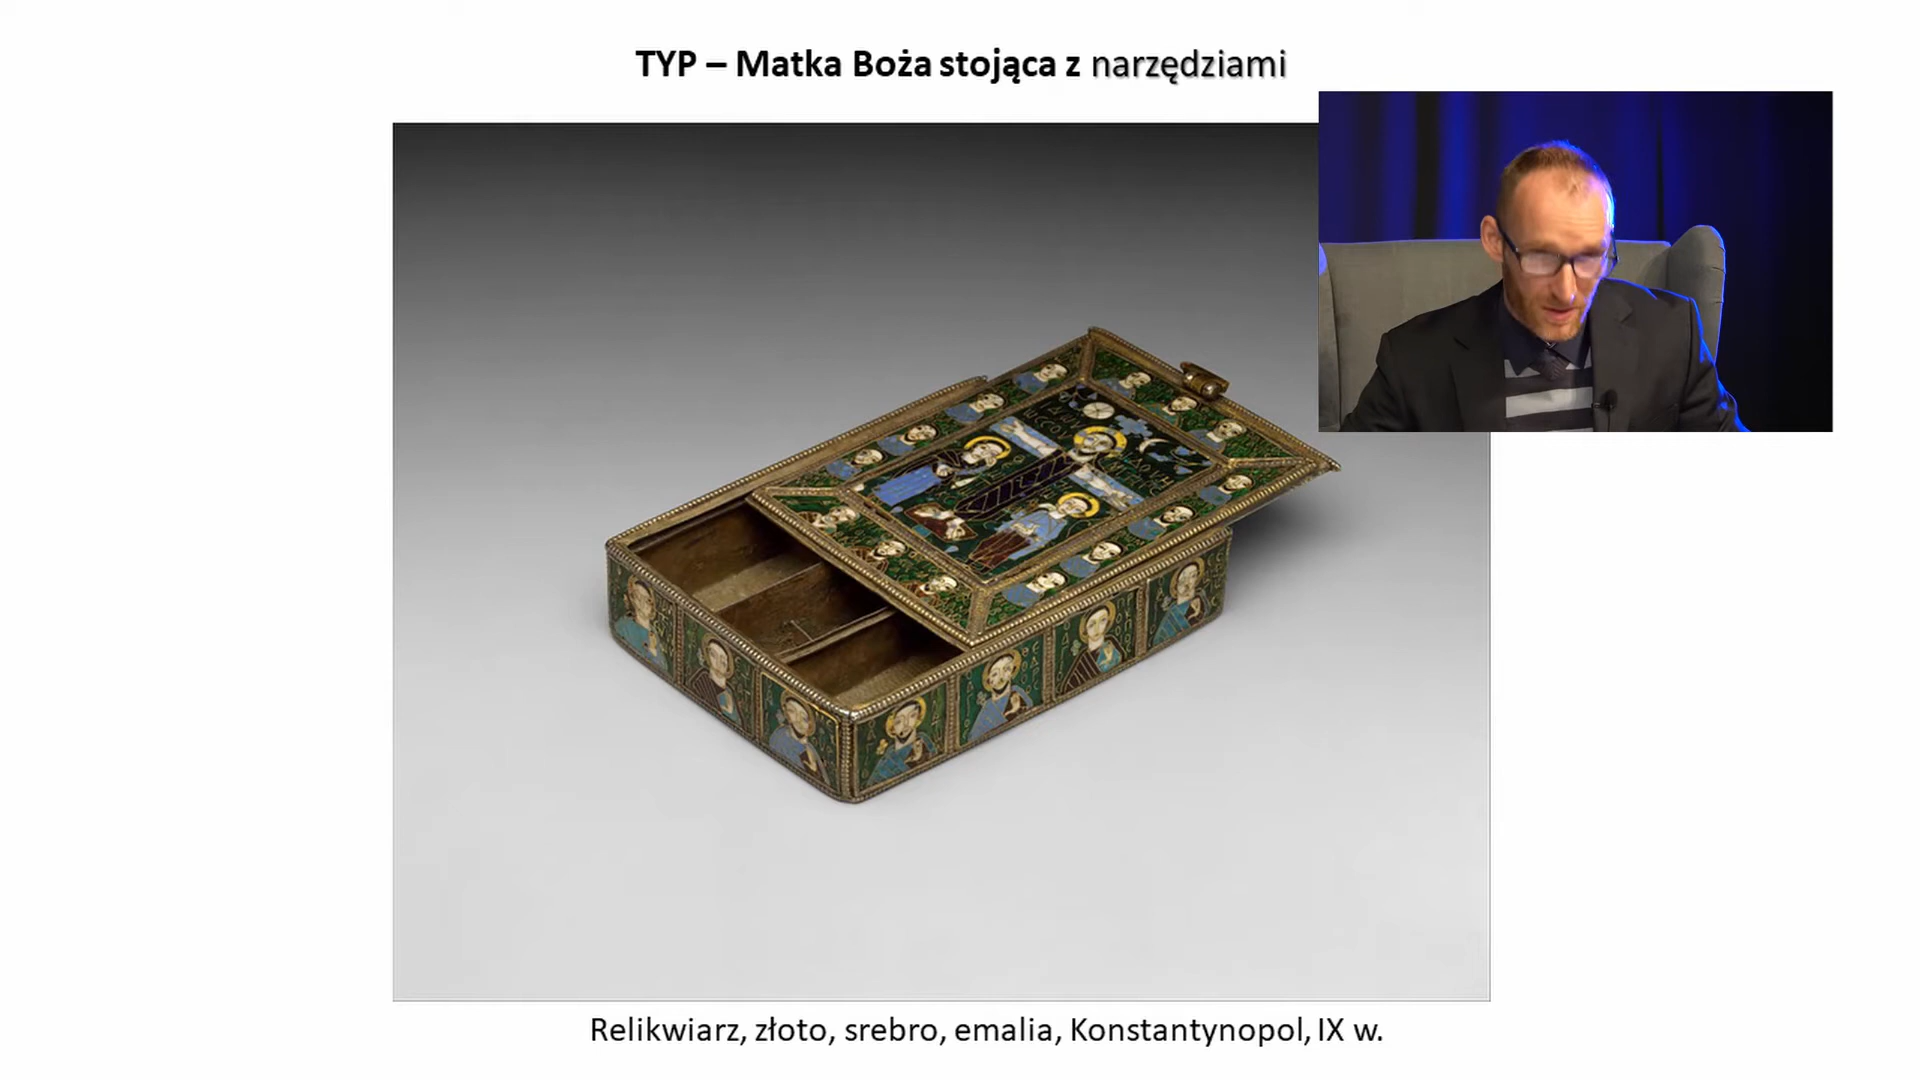 TYP – Matka Boża stojąca z narzędziami
Relikwiarz, złoto, srebro, emalia, Konstantynopol, IX w.